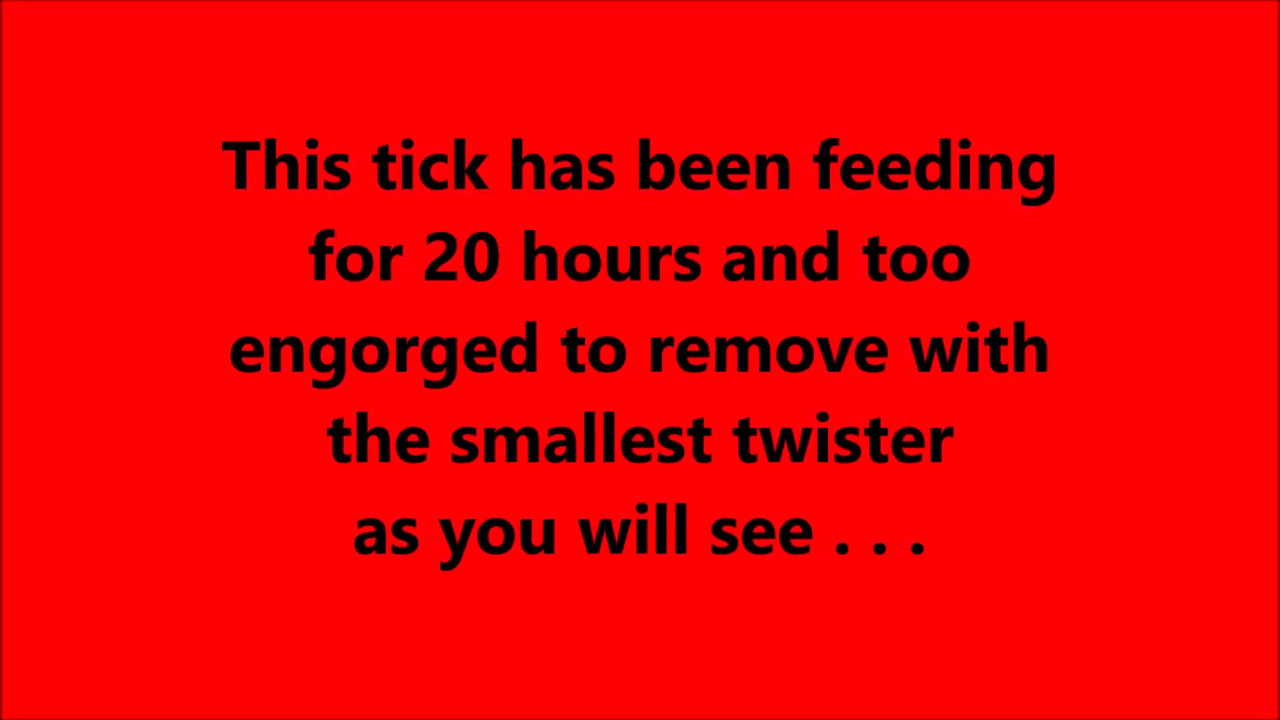 This tick has been feeding
for 20 hours and too
engorged to remove with
the smallest twister
as you will see . . .